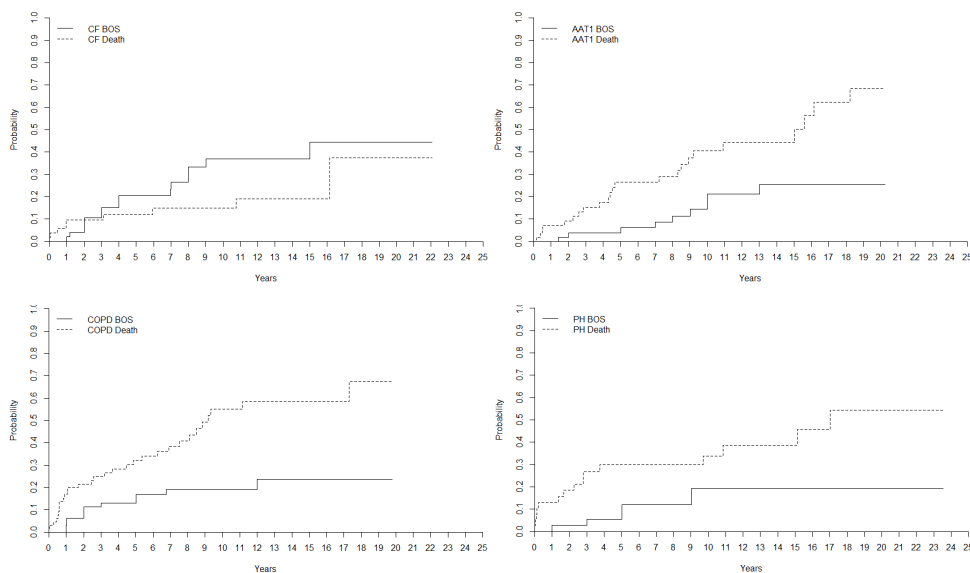 CF BOS
CF Death
Probability
0.0 0.1 0.2 0.3 0.4 0.5 0.6 0.7 0.8 0.9 1.0
0 1 2 3 4 5 6 7 8 9 10 11 12 13 14 15 16 17 18 19 20 21 22 23 24 25
Years
AAT1 BOS
AAT1 Death
Probability
0.0 0.1 0.2 0.3 0.4 0.5 0.6 0.7 0.8 0.9 1.0
0 1 2 3 4 5 6 7 8 9 10 11 12 13 14 15 16 17 18 19 20 21 22 23 24 25
Years
COPD BOS
COPD Death
Probability
0.0 0.1 0.2 0.3 0.4 0.5 0.6 0.7 0.8 0.9 1.0
0 1 2 3 4 5 6 7 8 9 10 11 12 13 14 15 16 17 18 19 20 21 22 23 24 25
Years
PH BOS
PH Death
Probability
0.0 0.1 0.2 0.3 0.4 0.5 0.6 0.7 0.8 0.9 1.0
0 1 2 3 4 5 6 7 8 9 10 11 12 13 14 15 16 17 18 19 20 21 22 23 24 25
Years